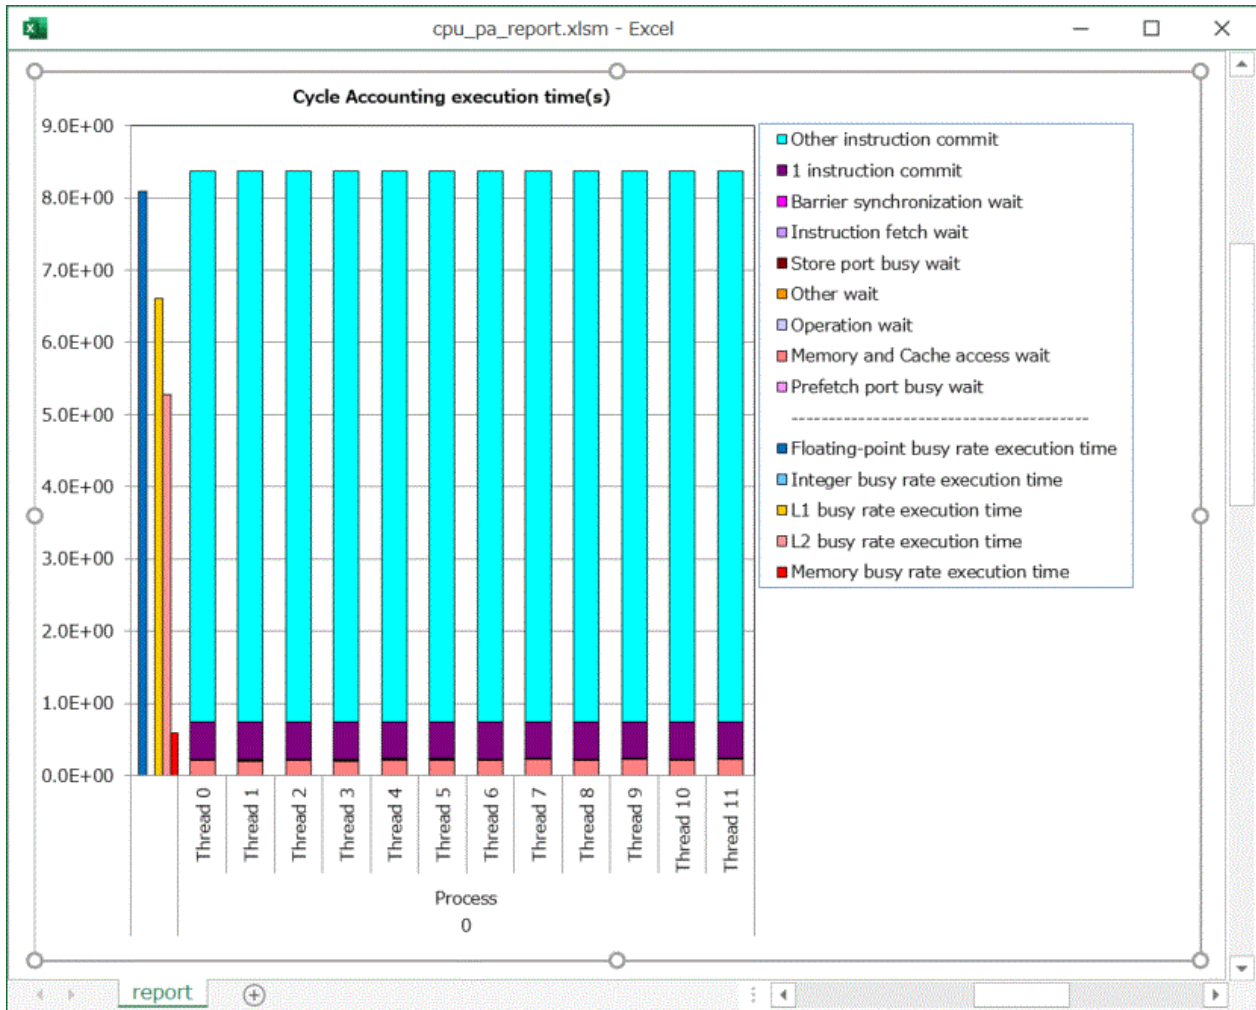 cpu_pa_report.xlsm - Excel
Cycle Accounting execution time(s)
9.0E+00
8.0E+00
7.0E+00
6.0E+00
5.0E+00
4.0E+00
3.0E+00
2.0E+00
1.0E+00
0.0E+00
Other instruction commit
1 instruction commit
Barrier synchronization wait
Instruction fetch wait
Store port busy wait
Other wait
Operation wait
Memory and Cache access wait
Prefetch port busy wait
----------------------------------------
Floating-point busy rate execution time
Integer busy rate execution time
L1 busy rate execution time
L2 busy rate execution time
Memory busy rate execution time
Thread 0
Thread 1
Thread 2
Thread 3
Thread 4
Thread 5
Thread 6
Thread 7
Thread 8
Thread 9
Thread 10
Thread 11
Process
0
report